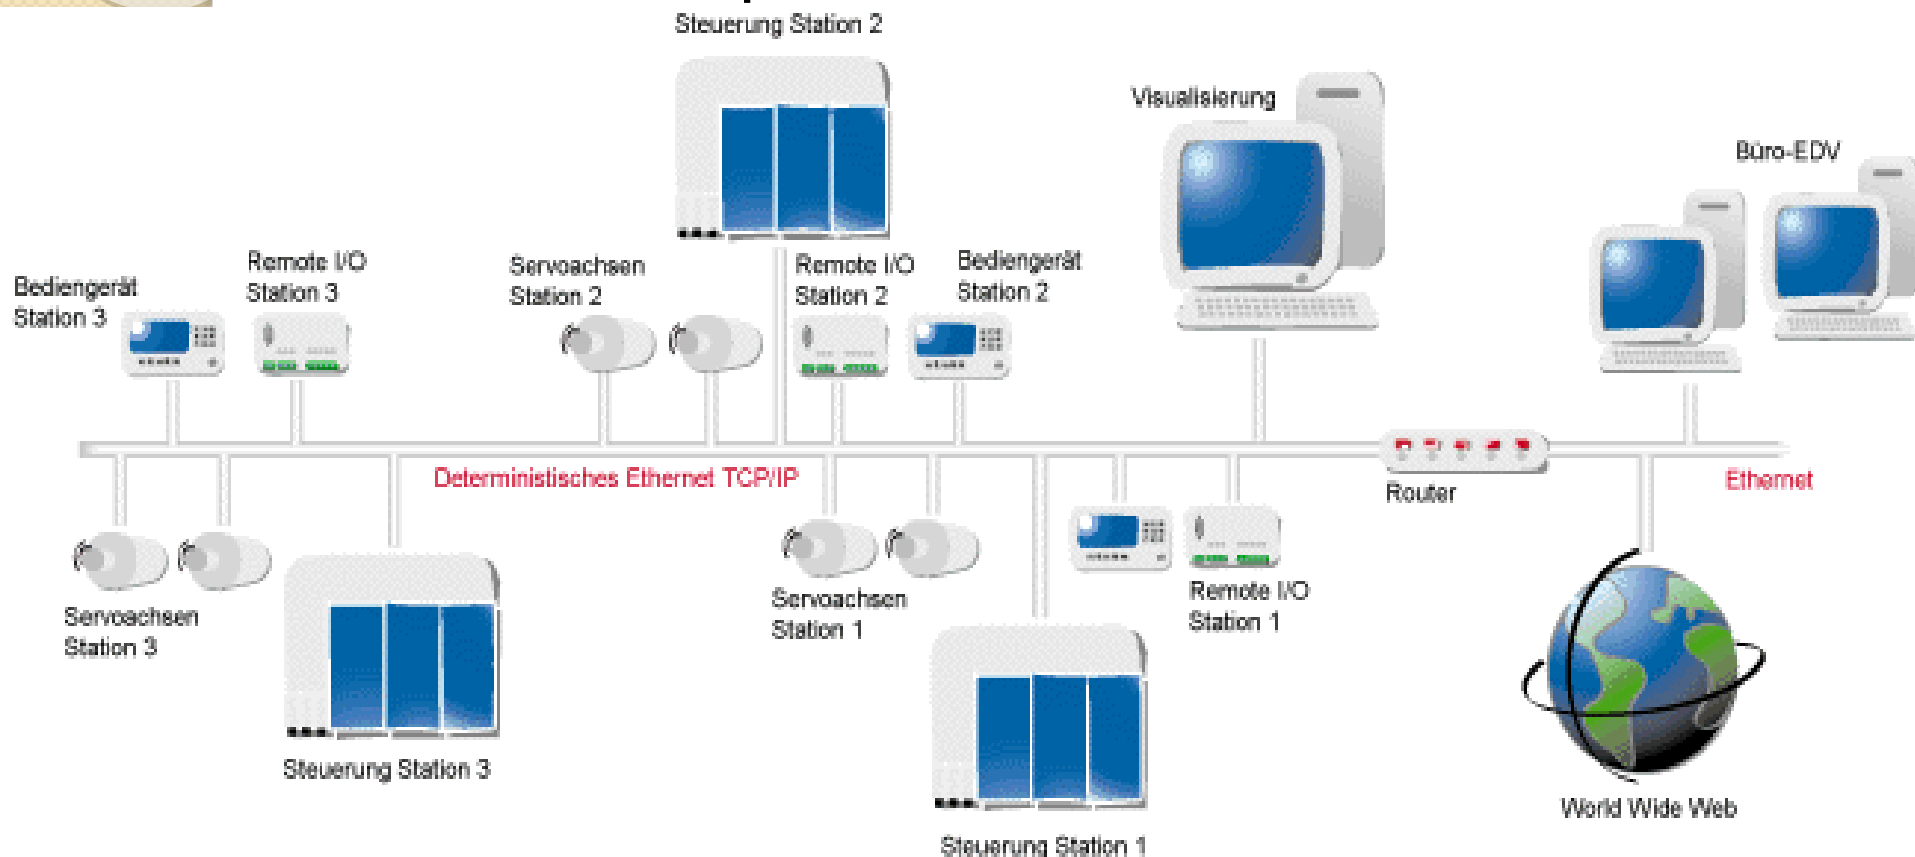 Steuerung Station 2
Visualisierung
Büro-EDV
Bediengerät
Station 3
Remote I/O
Station 3
Servoachsen
Station 2
Remote I/O
Station 2
Bediengerät
Station 2
Deterministisches Ethernet TCP/IP
Router
Ethernet
Servoachsen
Station 3
Servoachsen
Station 1
Remote I/O
Station 1
Steuerung Station 3
World Wide Web
Steuerung Station 1